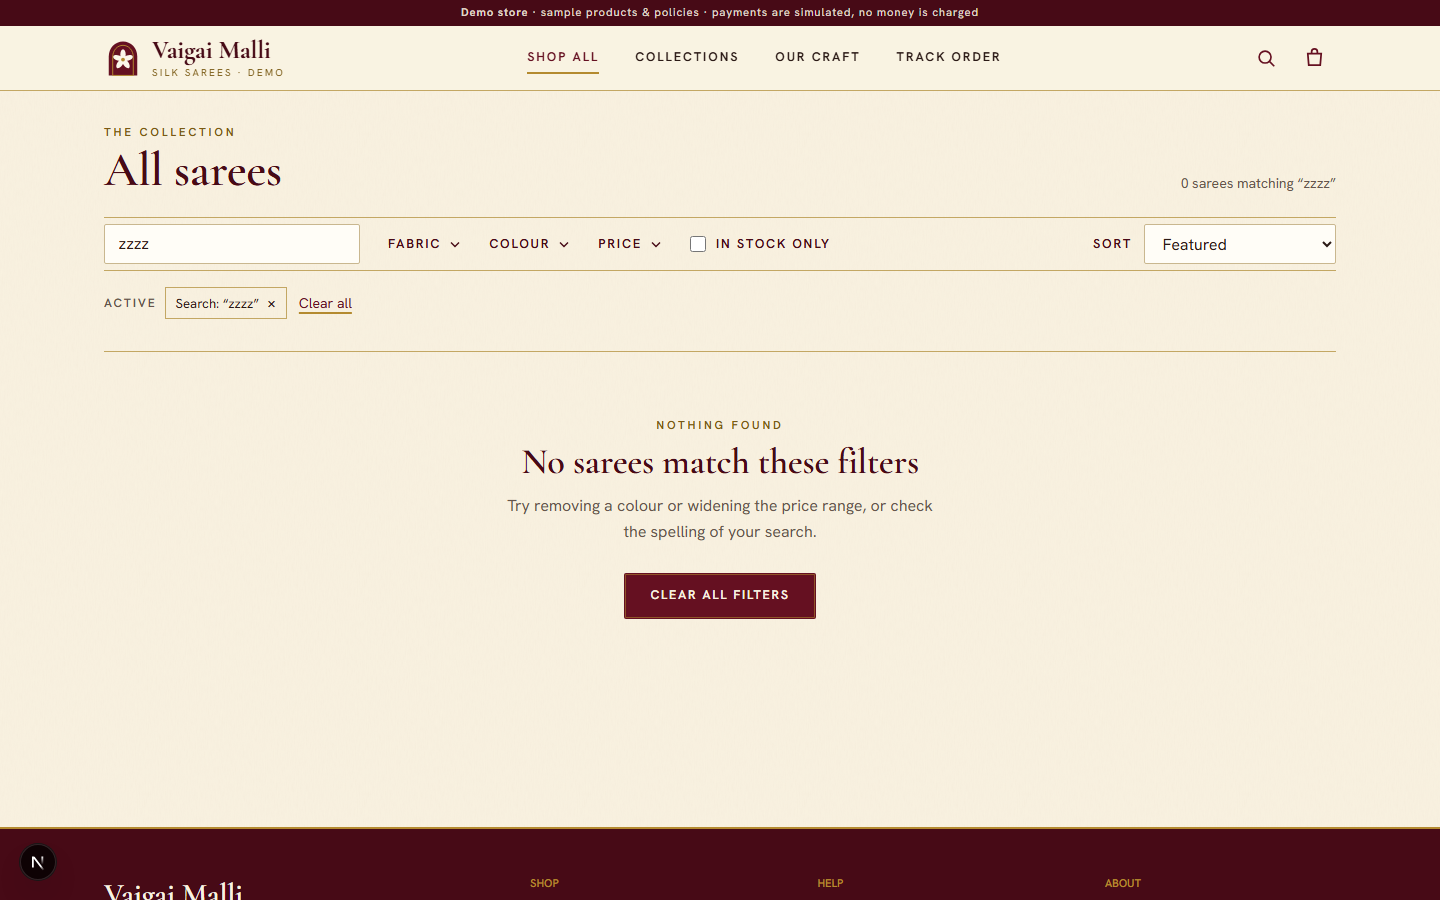 Demo store · sample products & policies · payments are simulated, no money is charged
Vaigai Malli
SILK SAREES · DEMO
SHOP ALL
COLLECTIONS
OUR CRAFT
TRACK ORDER
THE COLLECTION
All sarees
0 sarees matching “zzzz”
zzzz
FABRIC
COLOUR
PRICE
IN STOCK ONLY
SORT
Featured
ACTIVE
Search: “zzzz” ×
Clear all
NOTHING FOUND
No sarees match these filters
Try removing a colour or widening the price range, or check
the spelling of your search.
CLEAR ALL FILTERS
N
Vaigai Malli
SHOP
HELP
ABOUT